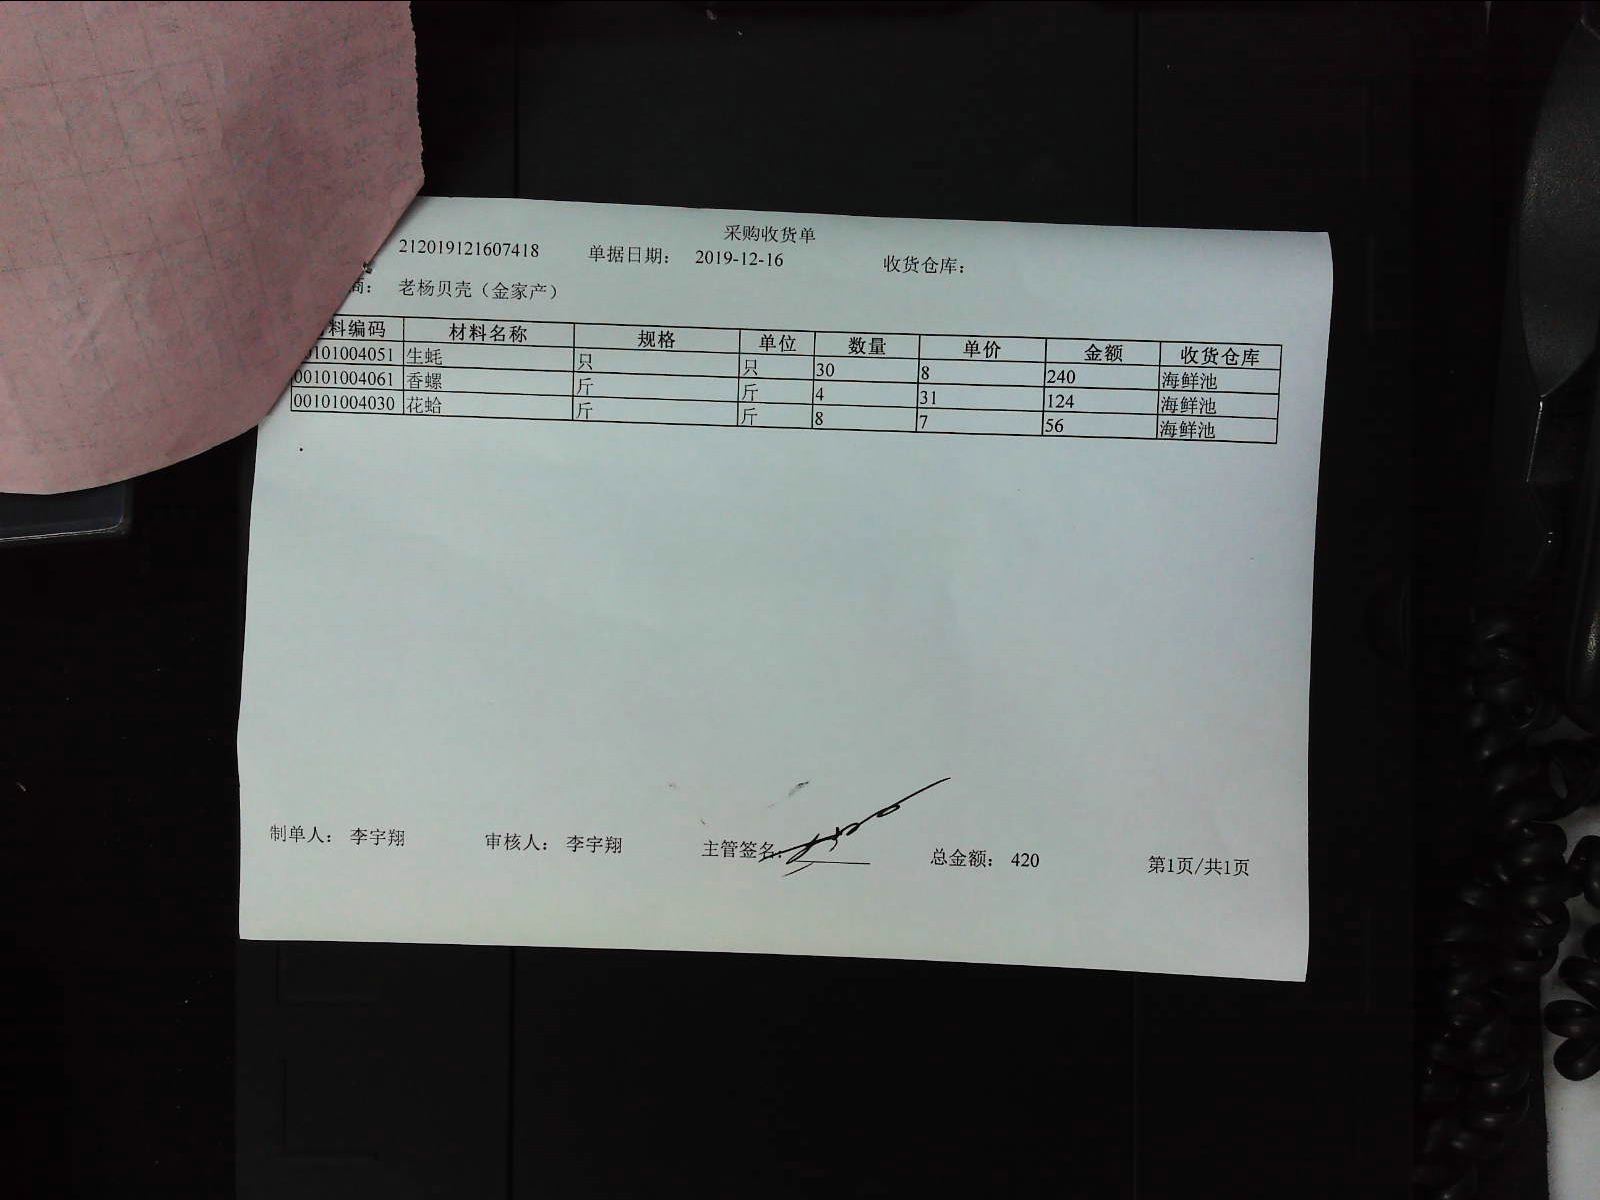 采购收货单
212019121607418 单据日期： 2019-12-16 收货仓库：
商： 老杨贝壳（金家产）
料编码 材料名称 规格 单位 数量 单价 金额 收货仓库
0101004051 生蚝 只 只 30 8 240 海鲜池
00101004061 香螺 斤 斤 4 31 124 海鲜池
00101004030 花蛤 斤 斤 8 7 56 海鲜池
制单人： 李宇翔 审核人： 李宇翔 主管签名： 总金额： 420 第1页/共1页